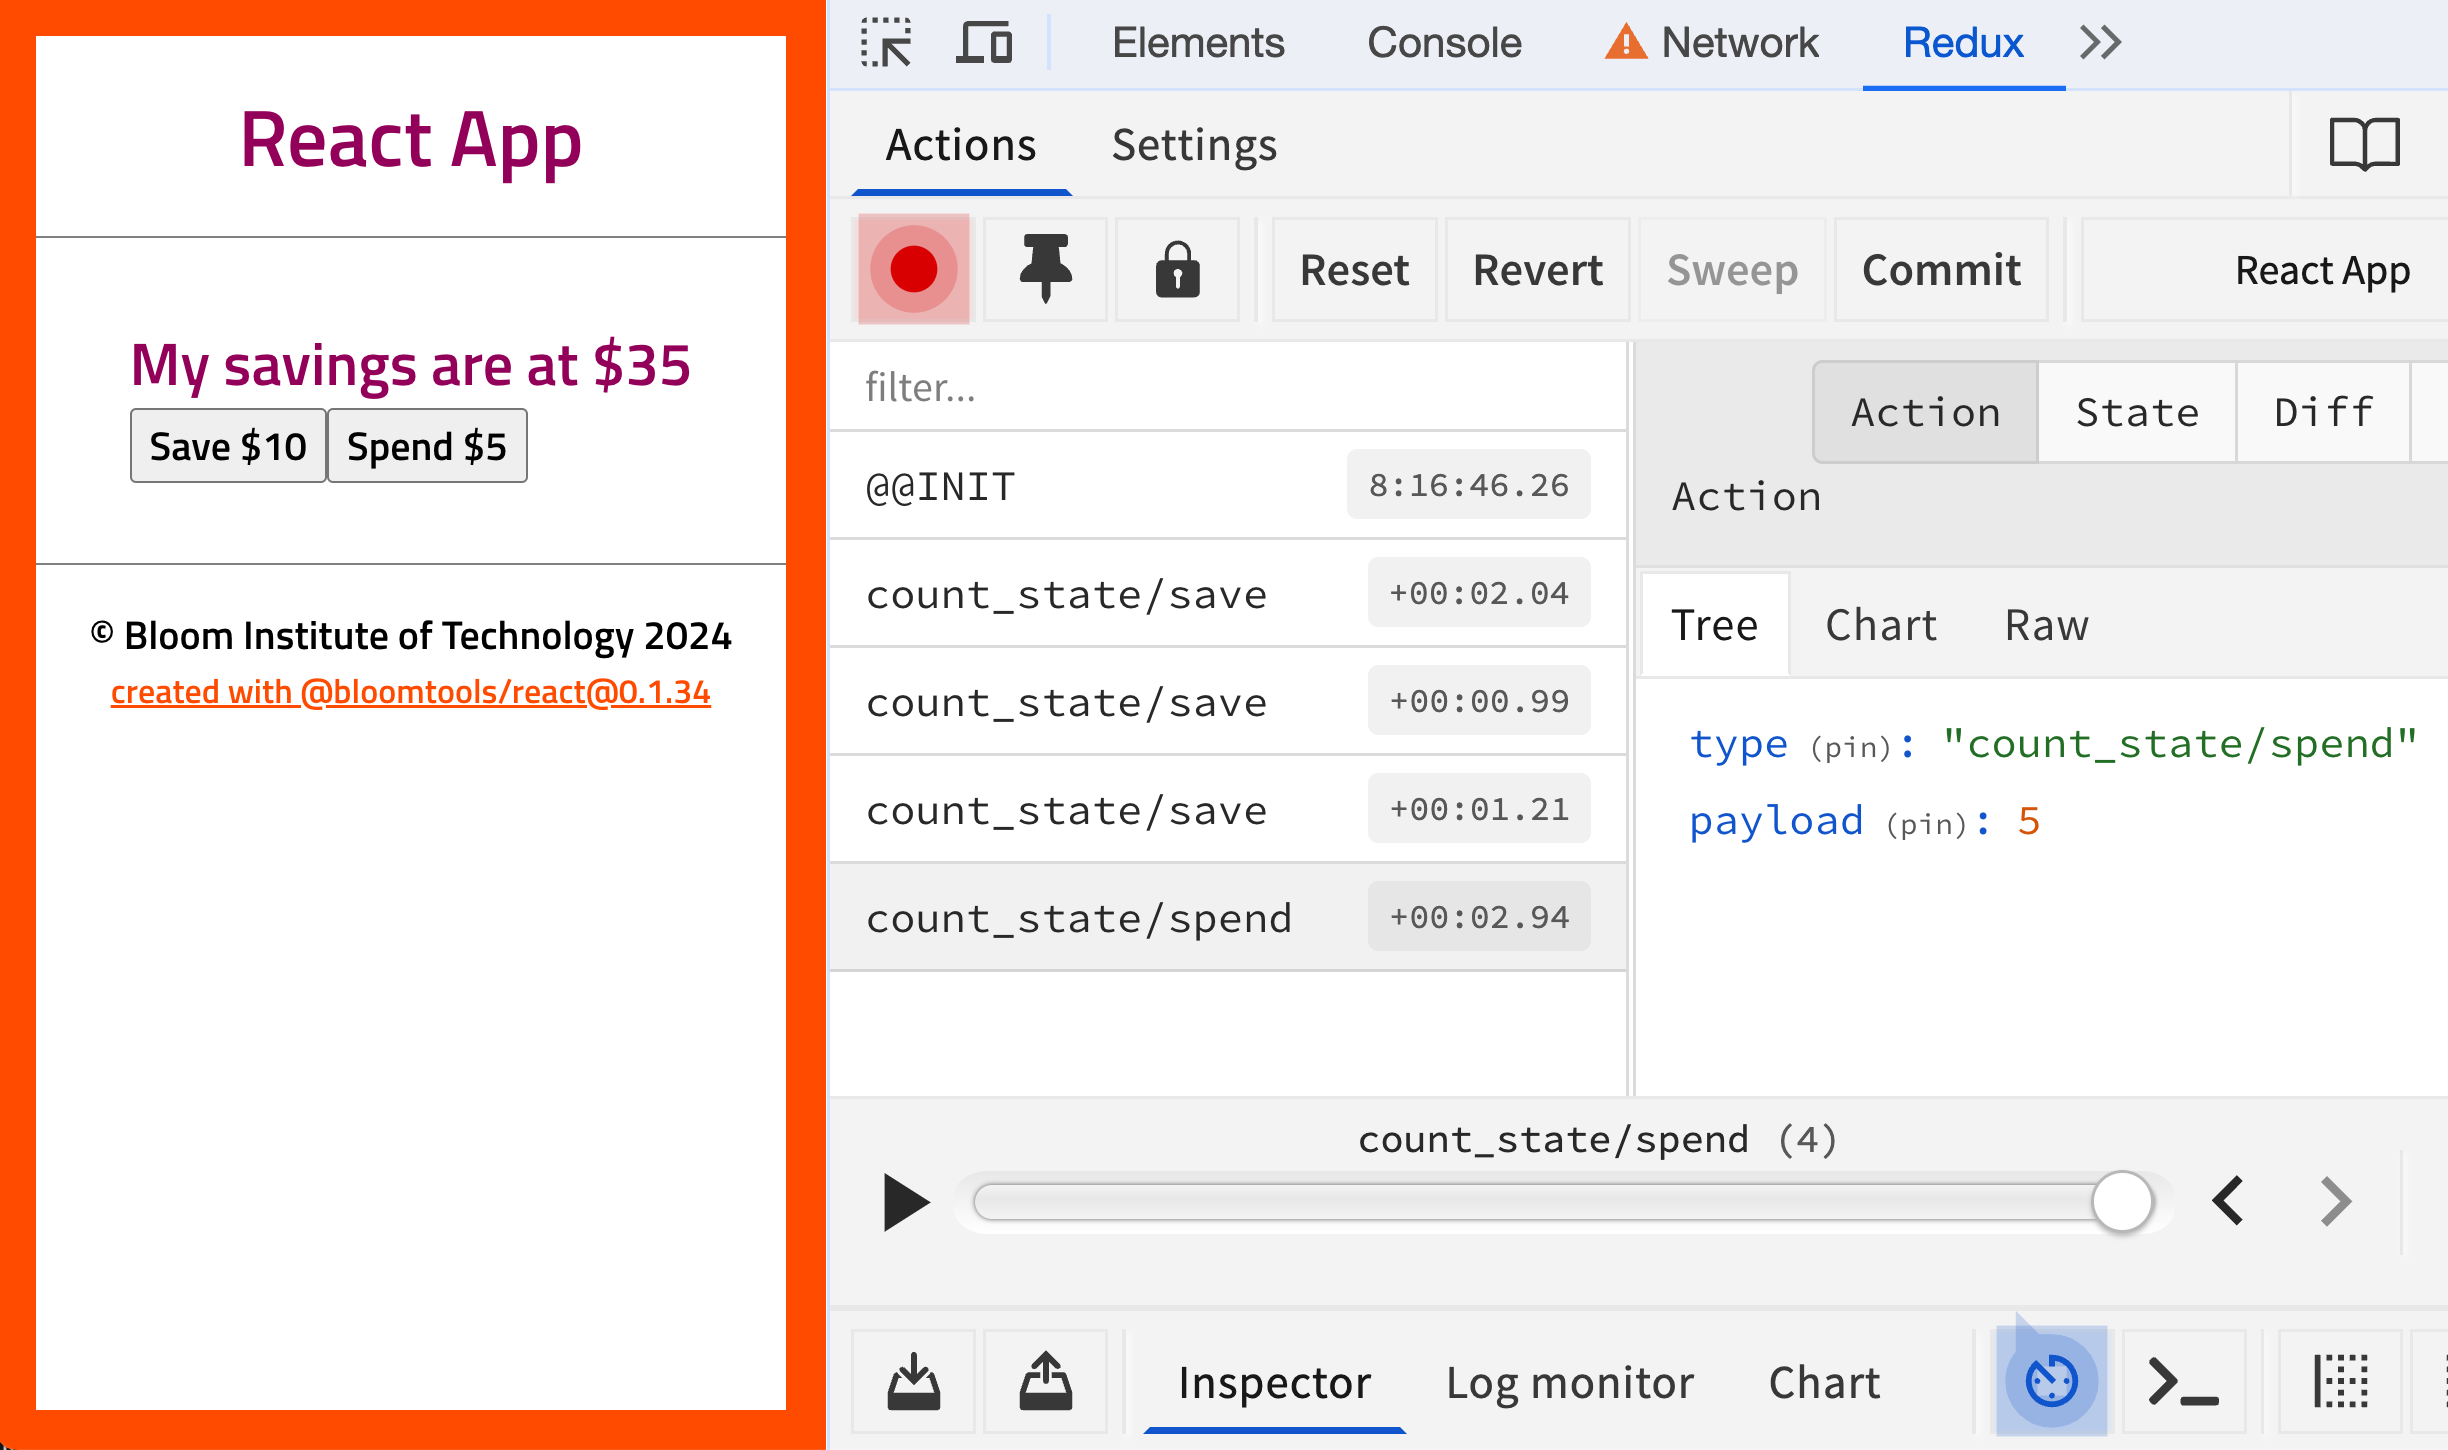 React App
My savings are at $35
Save $10 Spend $5
© Bloom Institute of Technology 2024
created with @bloomtools/react@0.1.34
Elements Console Network Redux
Actions Settings
Reset Revert Sweep Commit React App
filter...
@@INIT 8:16:46.26
count_state/save +00:02.04
count_state/save +00:00.99
count_state/save +00:01.21
count_state/spend +00:02.94
Action State Diff
Action
Tree Chart Raw
type (pin): "count_state/spend"
payload (pin): 5
count_state/spend (4)
Inspector Log monitor Chart